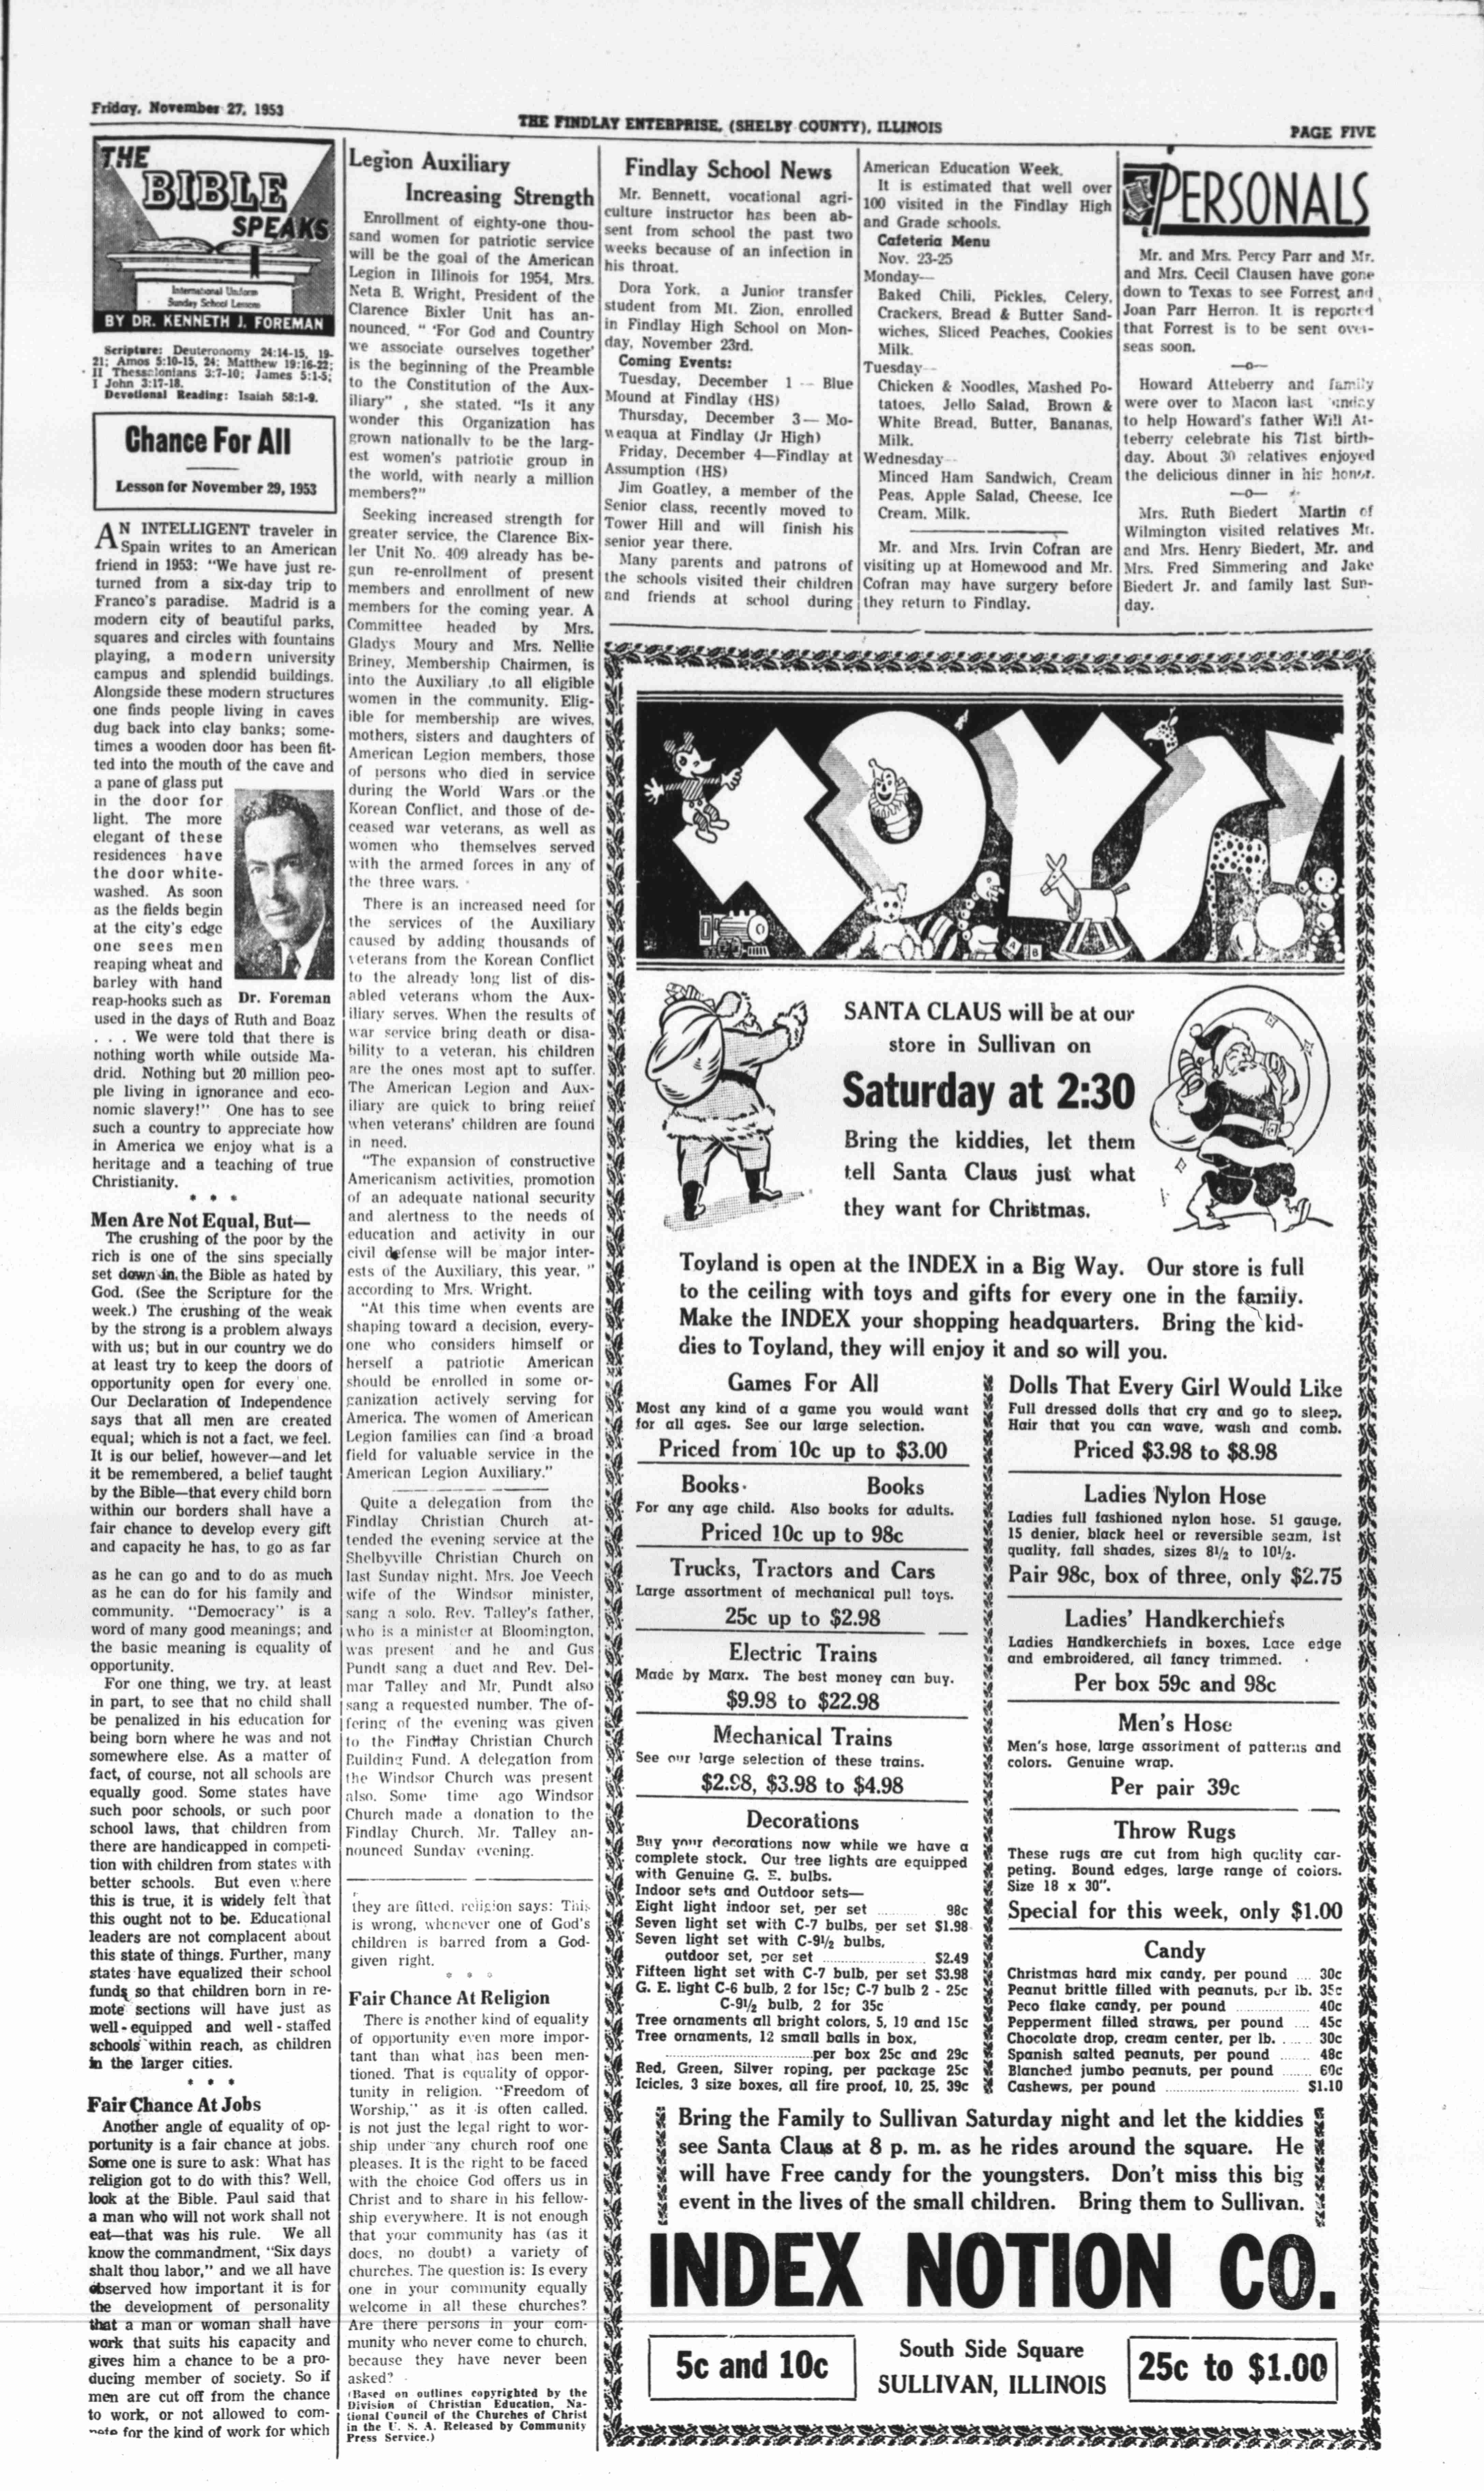 Friday, November 27, 1953
THE FINDLAY ENTERPRISE, (SHELBY COUNTY), ILLINOIS
PAGE FIVE
THE
BIBLE
SPEAKS
International Uniform
Sunday School Lessons
BY DR. KENNETH J. FOREMAN
Scripture: Deuteronomy 24:14-15, 19-
21; Amos 5:10-15, 24; Matthew 19:16-22;
II Thessalonians 3:7-10; James 5:1-5;
I John 3:17-18.
Devotional Reading: Isaiah 58:1-9.
Chance For All
Lesson for November 29, 1953
AN INTELLIGENT traveler in
Spain writes to an American
friend in 1953: "We have just re-
turned from a six-day trip to
Franco's paradise. Madrid is a
modern city of beautiful parks,
squares and circles with fountains
playing, a modern university
campus and splendid buildings.
Alongside these modern structures
one finds people living in caves
dug back into clay banks; some-
times a wooden door has been fit-
ted into the mouth of the cave and
a pane of glass put
in the door for
light. The more
elegant of these
residences have
the door white-
washed. As soon
as the fields begin
at the city's edge
one sees men
reaping wheat and
barley with hand
reap-hooks such as
Dr. Foreman
used in the days of Ruth and Boaz
. . . We were told that there is
nothing worth while outside Ma-
drid. Nothing but 20 million peo-
ple living in ignorance and eco-
nomic slavery!" One has to see
such a country to appreciate how
in America we enjoy what is a
heritage and a teaching of true
Christianity.
* * *
Men Are Not Equal, But—
The crushing of the poor by the
rich is one of the sins specially
set down in the Bible as hated by
God. (See the Scripture for the
week.) The crushing of the weak
by the strong is a problem always
with us; but in our country we do
at least try to keep the doors of
opportunity open for every one.
Our Declaration of Independence
says that all men are created
equal; which is not a fact, we feel.
It is our belief, however—and let
it be remembered, a belief taught
by the Bible—that every child born
within our borders shall have a
fair chance to develop every gift
and capacity he has, to go as far
as he can go and to do as much
as he can do for his family and
community. "Democracy" is a
word of many good meanings; and
the basic meaning is equality of
opportunity.
For one thing, we try, at least
in part, to see that no child shall
be penalized in his education for
being born where he was and not
somewhere else. As a matter of
fact, of course, not all schools are
equally good. Some states have
such poor schools, or such poor
school laws, that children from
there are handicapped in competi-
tion with children from states with
better schools. But even where
this is true, it is widely felt that
this ought not to be. Educational
leaders are not complacent about
this state of things. Further, many
states have equalized their school
funds so that children born in re-
mote sections will have just as
well-equipped and well-staffed
schools within reach, as children
in the larger cities.
* * *
Fair Chance At Jobs
Another angle of equality of op-
portunity is a fair chance at jobs.
Some one is sure to ask: What has
religion got to do with this? Well,
look at the Bible. Paul said that
a man who will not work shall not
eat—that was his rule. We all
know the commandment, "Six days
shalt thou labor," and we all have
observed how important it is for
the development of personality
that a man or woman shall have
work that suits his capacity and
gives him a chance to be a pro-
ducing member of society. So if
men are cut off from the chance
to work, or not allowed to com-
pete for the kind of work for which
Legion Auxiliary
Increasing Strength
Enrollment of eighty-one thou-
sand women for patriotic service
will be the goal of the American
Legion in Illinois for 1954, Mrs.
Neta B. Wright, President of the
Clarence Bixler Unit has an-
nounced. " 'For God and Country
we associate ourselves together'
is the beginning of the Preamble
to the Constitution of the Aux-
iliary" , she stated. "Is it any
wonder this Organization has
grown nationally to be the larg-
est women's patriotic group in
the world, with nearly a million
members?"
Seeking increased strength for
greater service, the Clarence Bix-
ler Unit No. 409 already has be-
gun re-enrollment of present
members and enrollment of new
members for the coming year. A
Committee headed by Mrs.
Gladys Moury and Mrs. Nellie
Briney, Membership Chairmen, is
into the Auxiliary ,to all eligible
women in the community. Elig-
ible for membership are wives,
mothers, sisters and daughters of
American Legion members, those
of persons who died in service
during the World Wars or the
Korean Conflict, and those of de-
ceased war veterans, as well as
women who themselves served
with the armed forces in any of
the three wars.
There is an increased need for
the services of the Auxiliary
caused by adding thousands of
veterans from the Korean Conflict
to the already long list of dis-
abled veterans whom the Aux-
iliary serves. When the results of
war service bring death or disa-
bility to a veteran, his children
are the ones most apt to suffer.
The American Legion and Aux-
iliary are quick to bring relief
when veterans' children are found
in need.
"The expansion of constructive
Americanism activities, promotion
of an adequate national security
and alertness to the needs of
education and activity in our
civil defense will be major inter-
ests of the Auxiliary, this year, "
according to Mrs. Wright.
"At this time when events are
shaping toward a decision, every-
one who considers himself or
herself a patriotic American
should be enrolled in some or-
ganization actively serving for
America. The women of American
Legion families can find a broad
field for valuable service in the
American Legion Auxiliary."
Quite a delegation from the
Findlay Christian Church at-
tended the evening service at the
Shelbyville Christian Church on
last Sunday night. Mrs. Joe Veech
wife of the Windsor minister,
sang a solo. Rev. Talley's father,
who is a minister at Bloomington,
was present and he and Gus
Pundt sang a duet and Rev. Del-
mar Talley and Mr. Pundt also
sang a requested number. The of-
fering of the evening was given
to the Findlay Christian Church
Building Fund. A delegation from
the Windsor Church was present
also. Some time ago Windsor
Church made a donation to the
Findlay Church, Mr. Talley an-
nounced Sunday evening.
they are fitted, religion says: This
is wrong, whenever one of God's
children is barred from a God-
given right.
* * *
Fair Chance At Religion
There is another kind of equality
of opportunity even more impor-
tant than what has been men-
tioned. That is equality of oppor-
tunity in religion. "Freedom of
Worship," as it is often called,
is not just the legal right to wor-
ship under any church roof one
pleases. It is the right to be faced
with the choice God offers us in
Christ and to share in his fellow-
ship everywhere. It is not enough
that your community has (as it
does, no doubt) a variety of
churches. The question is: Is every
one in your community equally
welcome in all these churches?
Are there persons in your com-
munity who never come to church,
because they have never been
asked?
(Based on outlines copyrighted by the
Division of Christian Education, Na-
tional Council of the Churches of Christ
in the U. S. A. Released by Community
Press Service.)
Findlay School News
Mr. Bennett, vocational agri-
culture instructor has been ab-
sent from school the past two
weeks because of an infection in
his throat.
Dora York, a Junior transfer
student from Mt. Zion, enrolled
in Findlay High School on Mon-
day, November 23rd.
Coming Events:
Tuesday, December 1 -- Blue
Mound at Findlay (HS)
Thursday, December 3— Mo-
weaqua at Findlay (Jr High)
Friday, December 4—Findlay at
Assumption (HS)
Jim Goatley, a member of the
Senior class, recently moved to
Tower Hill and will finish his
senior year there.
Many parents and patrons of
the schools visited their children
and friends at school during
American Education Week.
It is estimated that well over
100 visited in the Findlay High
and Grade schools.
Cafeteria Menu
Nov. 23-25
Monday—
Baked Chili, Pickles, Celery,
Crackers, Bread & Butter Sand-
wiches, Sliced Peaches, Cookies
Milk.
Tuesday--
Chicken & Noodles, Mashed Po-
tatoes, Jello Salad, Brown &
White Bread, Butter, Bananas,
Milk.
Wednesday--
Minced Ham Sandwich, Cream
Peas, Apple Salad, Cheese, Ice
Cream, Milk.
Mr. and Mrs. Irvin Cofran are
visiting up at Homewood and Mr.
Cofran may have surgery before
they return to Findlay.
PERSONALS
Mr. and Mrs. Percy Parr and Mr.
and Mrs. Cecil Clausen have gone
down to Texas to see Forrest and
Joan Parr Herron. It is reported
that Forrest is to be sent over-
seas soon.
—o—
Howard Atteberry and family
were over to Macon last Sunday
to help Howard's father Will At-
teberry celebrate his 71st birth-
day. About 30 relatives enjoyed
the delicious dinner in his honor.
—o—
Mrs. Ruth Biedert Martin of
Wilmington visited relatives Mr.
and Mrs. Henry Biedert, Mr. and
Mrs. Fred Simmering and Jake
Biedert Jr. and family last Sun-
day.
TOYS!
A B
SANTA CLAUS will be at our
store in Sullivan on
Saturday at 2:30
Bring the kiddies, let them
tell Santa Claus just what
they want for Christmas.
Toyland is open at the INDEX in a Big Way. Our store is full
to the ceiling with toys and gifts for every one in the family.
Make the INDEX your shopping headquarters. Bring the kid-
dies to Toyland, they will enjoy it and so will you.
Games For All
Most any kind of a game you would want
for all ages. See our large selection.
Priced from 10c up to $3.00
Books Books
For any age child. Also books for adults.
Priced 10c up to 98c
Trucks, Tractors and Cars
Large assortment of mechanical pull toys.
25c up to $2.98
Electric Trains
Made by Marx. The best money can buy.
$9.98 to $22.98
Mechanical Trains
See our large selection of these trains.
$2.98, $3.98 to $4.98
Decorations
Buy your decorations now while we have a
complete stock. Our tree lights are equipped
with Genuine G. E. bulbs.
Indoor sets and Outdoor sets—
Eight light indoor set, per set ........ 98c
Seven light set with C-7 bulbs, per set $1.98
Seven light set with C-9½ bulbs,
outdoor set, per set ........ $2.49
Fifteen light set with C-7 bulb, per set $3.98
G. E. light C-6 bulb, 2 for 15c; C-7 bulb 2 - 25c
C-9½ bulb, 2 for 35c
Tree ornaments all bright colors, 5, 10 and 15c
Tree ornaments, 12 small balls in box,
........per box 25c and 29c
Red, Green, Silver roping, per package 25c
Icicles, 3 size boxes, all fire proof, 10, 25, 39c
Dolls That Every Girl Would Like
Full dressed dolls that cry and go to sleep.
Hair that you can wave, wash and comb.
Priced $3.98 to $8.98
Ladies Nylon Hose
Ladies full fashioned nylon hose. 51 gauge,
15 denier, black heel or reversible seam, 1st
quality, fall shades, sizes 8½ to 10½.
Pair 98c, box of three, only $2.75
Ladies' Handkerchiefs
Ladies Handkerchiefs in boxes. Lace edge
and embroidered, all fancy trimmed.
Per box 59c and 98c
Men's Hose
Men's hose, large assortment of patterns and
colors. Genuine wrap.
Per pair 39c
Throw Rugs
These rugs are cut from high quality car-
peting. Bound edges, large range of colors.
Size 18 x 30".
Special for this week, only $1.00
Candy
Christmas hard mix candy, per pound .... 30c
Peanut brittle filled with peanuts, per lb. 35c
Peco flake candy, per pound ........ 40c
Pepperment filled straws, per pound .... 45c
Chocolate drop, cream center, per lb. ...... 30c
Spanish salted peanuts, per pound ...... 48c
Blanched jumbo peanuts, per pound ...... 60c
Cashews, per pound ........ $1.10
Bring the Family to Sullivan Saturday night and let the kiddies
see Santa Claus at 8 p. m. as he rides around the square. He
will have Free candy for the youngsters. Don't miss this big
event in the lives of the small children. Bring them to Sullivan.
INDEX NOTION CO.
5c and 10c
South Side Square
SULLIVAN, ILLINOIS
25c to $1.00